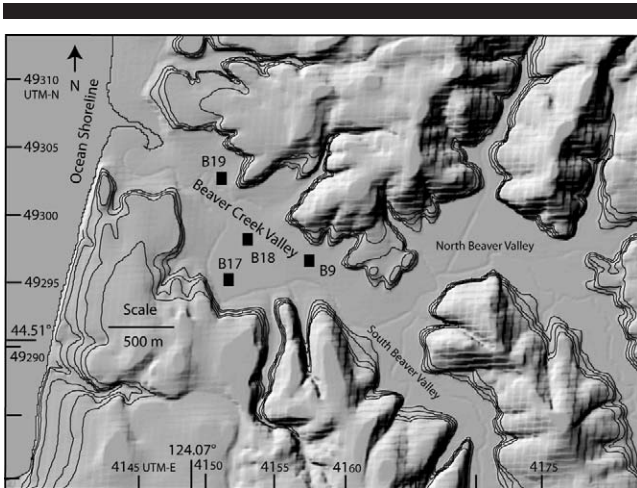 49310
UTM-N
N
Ocean Shoreline
49305
B19
Beaver Creek Valley
49300
North Beaver Valley
B18
B9
B17
49295
Scale
500 m
44.51°
49290
South Beaver Valley
124.07°
4145 UTM-E
4150
4155
4160
4175